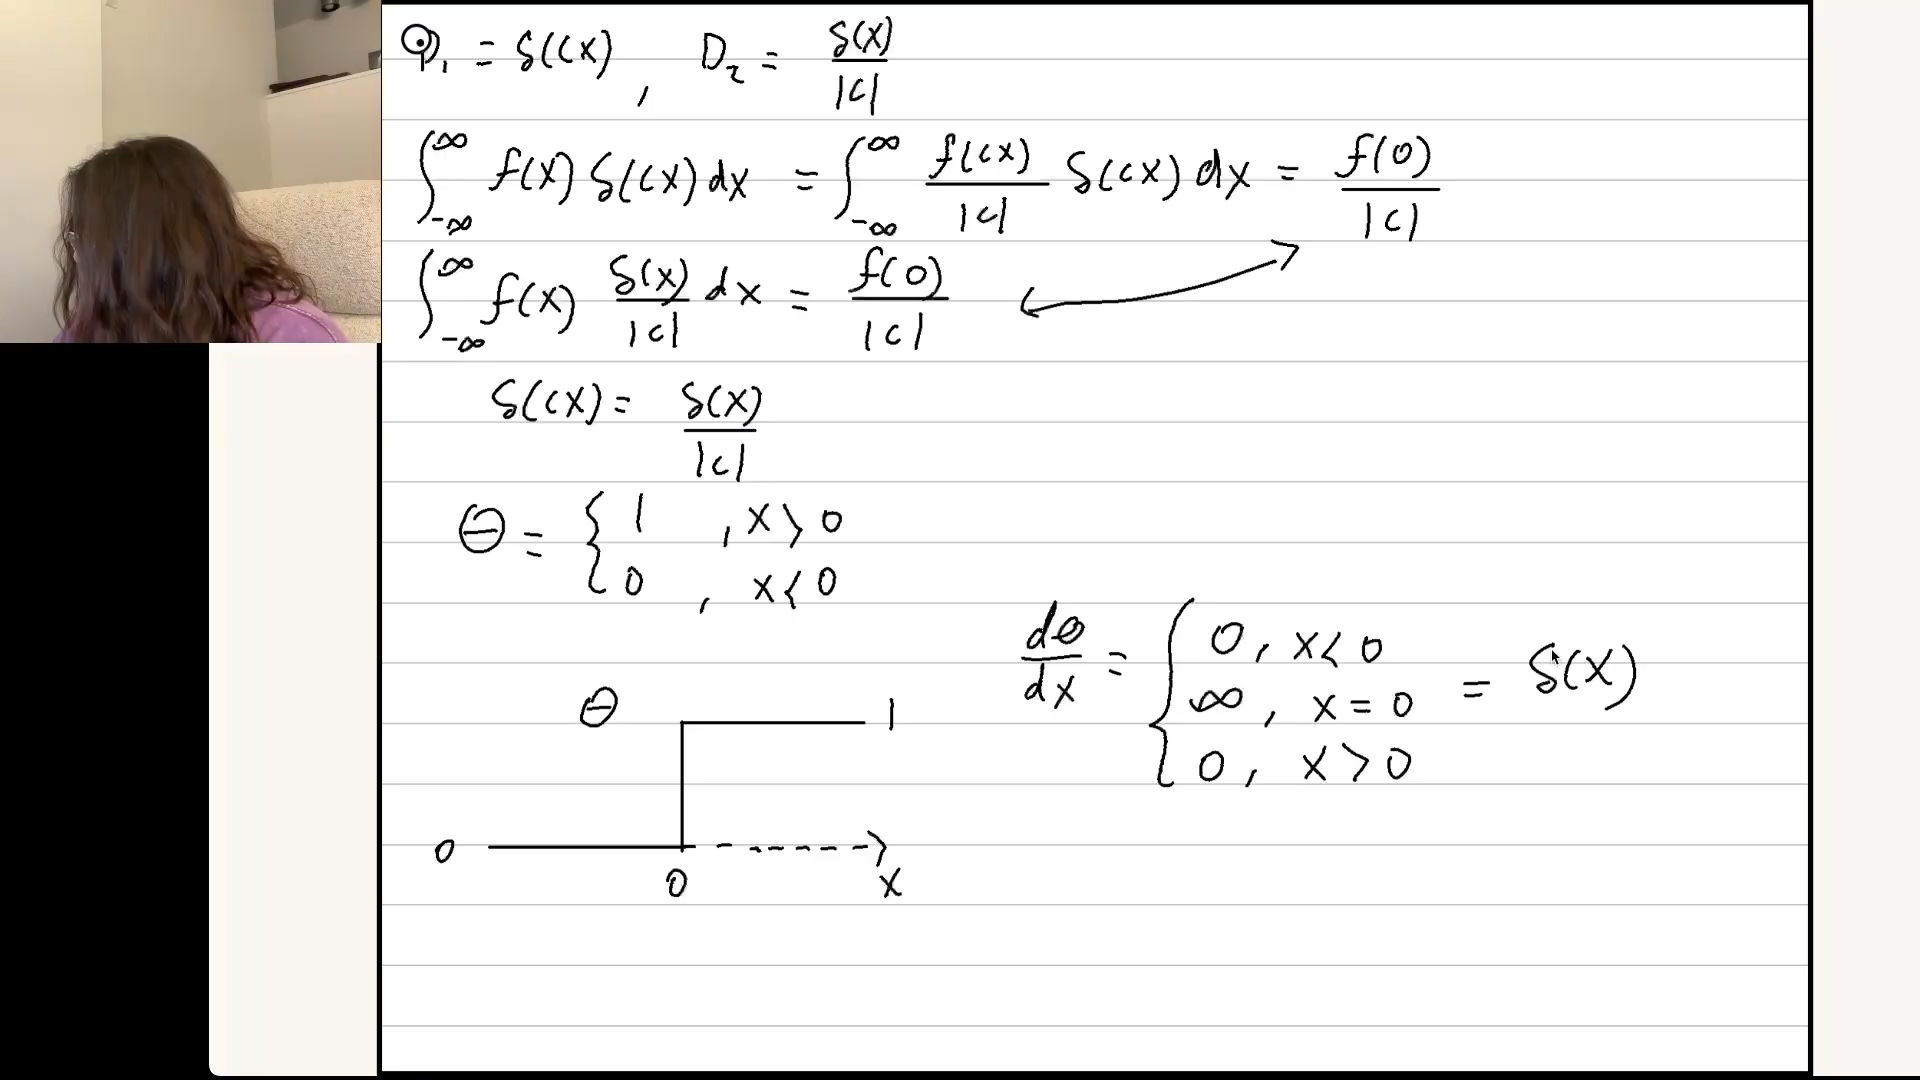 D₁ = δ(cx) , D₂ = δ(x)/|c|
∫_{-∞}^{∞} f(x) δ(cx) dx = ∫_{-∞}^{∞} f(cx)/|c| δ(cx) dx = f(0)/|c|
∫_{-∞}^{∞} f(x) δ(x)/|c| dx = f(0)/|c|
δ(cx) = δ(x)/|c|
θ = { 1 , x > 0
0 , x < 0
dθ/dx = { 0 , x < 0
∞ , x = 0 = δ(x)
0 , x > 0
θ 1
0
0 x